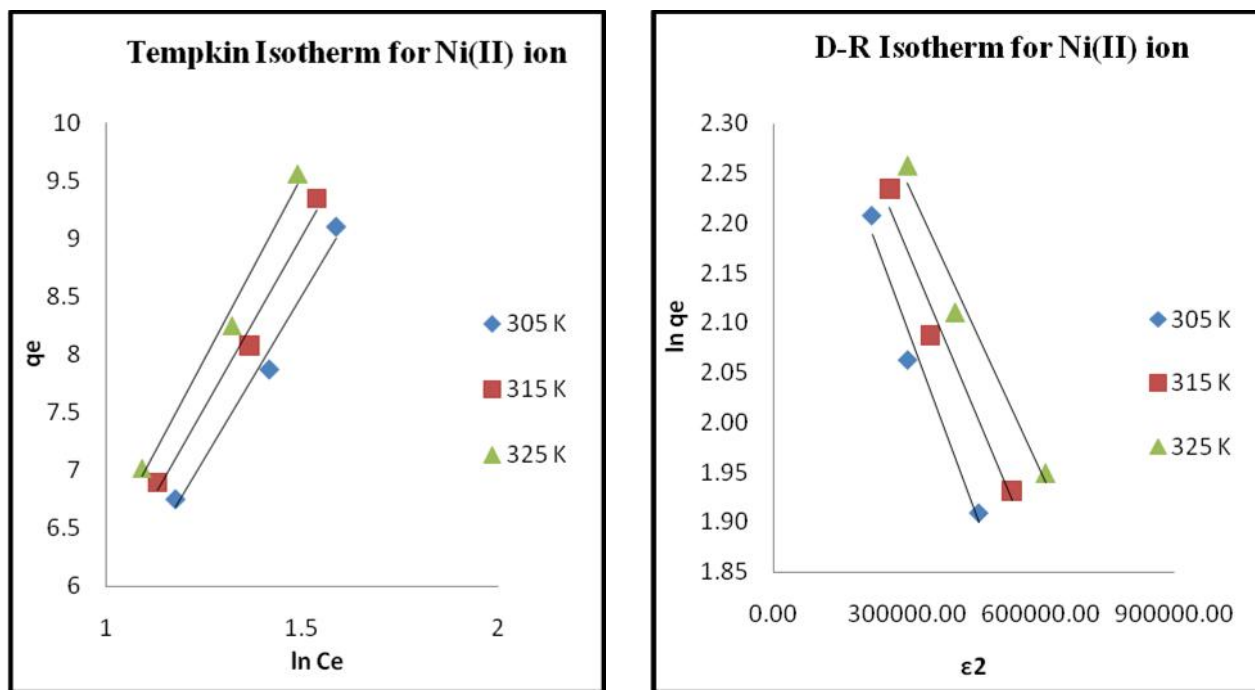 Tempkin Isotherm for Ni(II) ion
10
9.5
9
8.5
8
7.5
7
6.5
6
qe
1
1.5
2
ln Ce
305 K
315 K
325 K
D-R Isotherm for Ni(II) ion
2.30
2.25
2.20
2.15
2.10
2.05
2.00
1.95
1.90
1.85
ln qe
0.00
300000.00
600000.00
900000.00
ε2
305 K
315 K
325 K